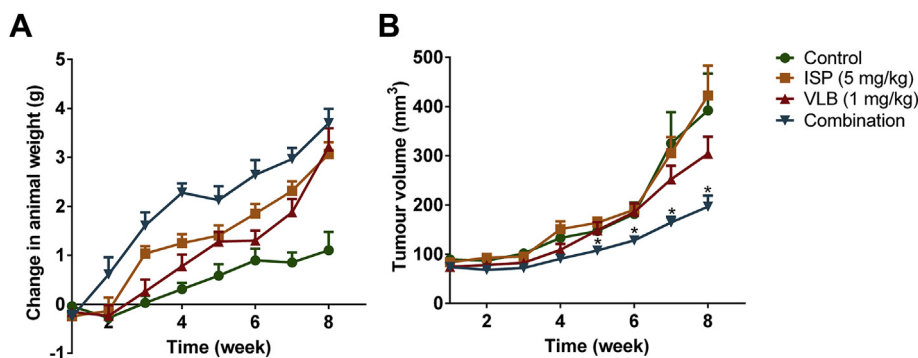 A
Change in animal weight (g)
5
4
3
2
1
0
-1
2
4
6
8
Time (week)
B
Tumour volume (mm³)
500
400
300
200
100
0
2
4
6
8
Time (week)
*
*
*
*
Control
ISP (5 mg/kg)
VLB (1 mg/kg)
Combination